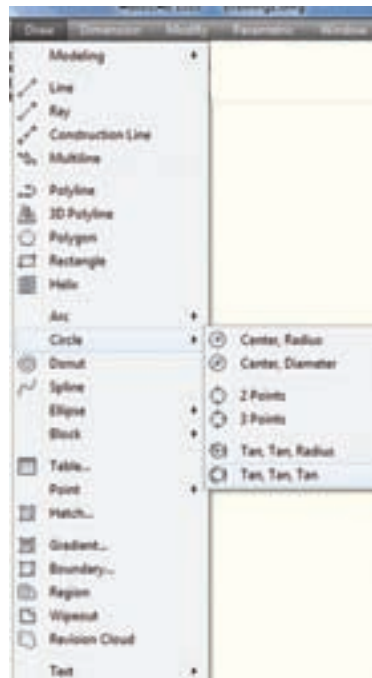 Draw Dimension Modify Parametric Window
Modeling
Line
Ray
Construction Line
Multiline
Polyline
3D Polyline
Polygon
Rectangle
Helix
Arc
Circle
Center, Radius
Center, Diameter
2 Points
3 Points
Tan, Tan, Radius
Tan, Tan, Tan
Donut
Spline
Ellipse
Block
Table...
Point
Hatch...
Gradient...
Boundary...
Region
Wipeout
Revision Cloud
Text